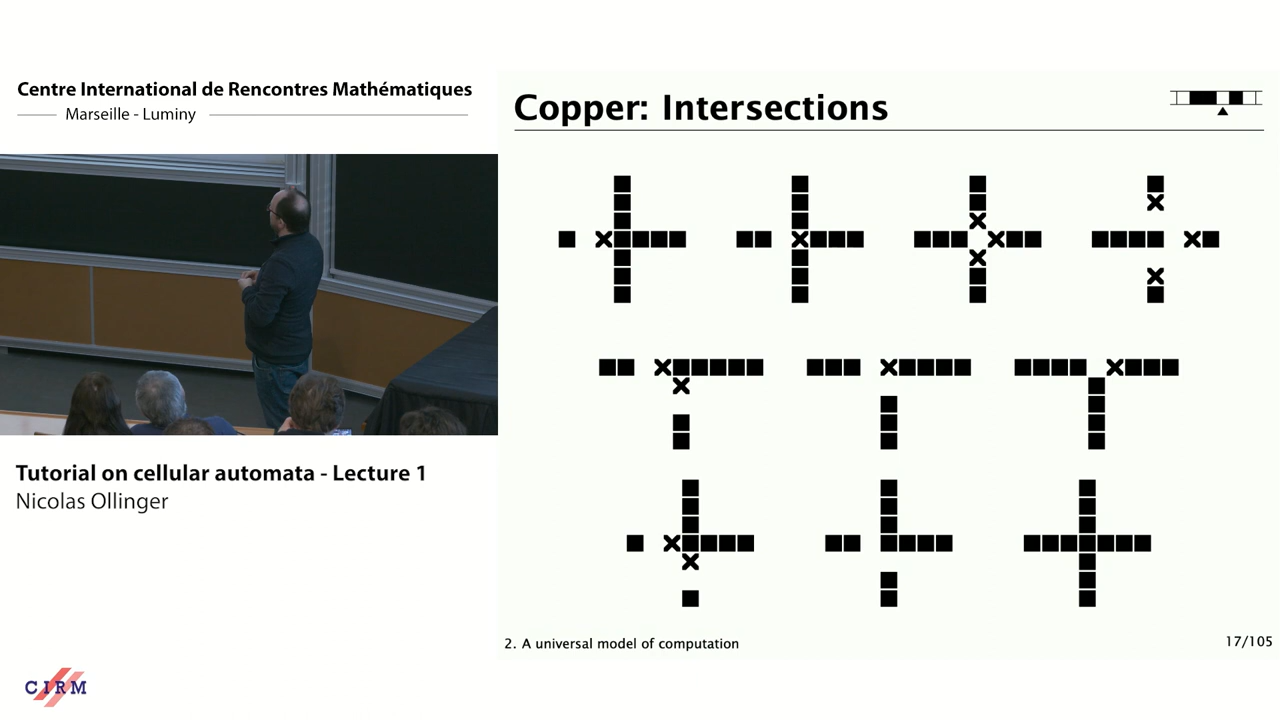 Centre International de Rencontres Mathématiques
Marseille - Luminy
Copper: Intersections
Tutorial on cellular automata - Lecture 1
Nicolas Ollinger
2. A universal model of computation
17/105
CIRM